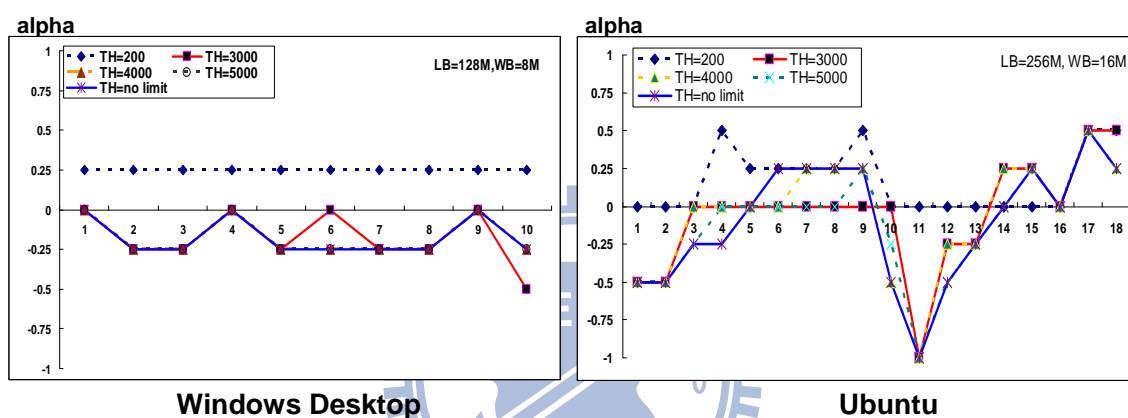 alpha
TH=200 TH=3000
TH=4000 TH=5000
TH=no limit
LB=128M,WB=8M
1
0.75
0.5
0.25
0
-0.25
-0.5
-0.75
-1
1 2 3 4 5 6 7 8 9 10
Windows Desktop
alpha
TH=200 TH=3000
TH=4000 TH=5000
TH=no limit
LB=256M, WB=16M
1
0.75
0.5
0.25
0
-0.25
-0.5
-0.75
-1
1 2 3 4 5 6 7 8 9 10 11 12 13 14 15 16 17 18
Ubuntu